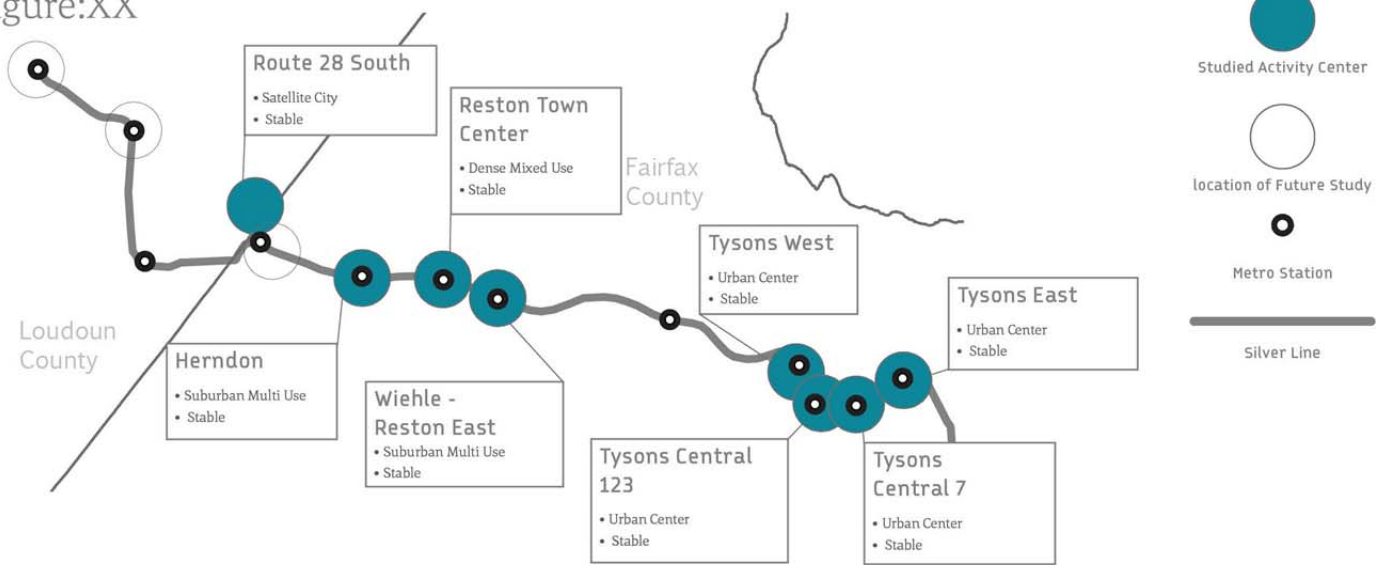 igure:XX
Route 28 South
• Satellite City
• Stable
Reston Town
Center
• Dense Mixed Use
• Stable
Fairfax
County
Tysons West
• Urban Center
• Stable
Tysons East
• Urban Center
• Stable
Loudoun
County
Herndon
• Suburban Multi Use
• Stable
Wiehle -
Reston East
• Suburban Multi Use
• Stable
Tysons Central
123
• Urban Center
• Stable
Tysons
Central 7
• Urban Center
• Stable
Studied Activity Center
location of Future Study
Metro Station
Silver Line